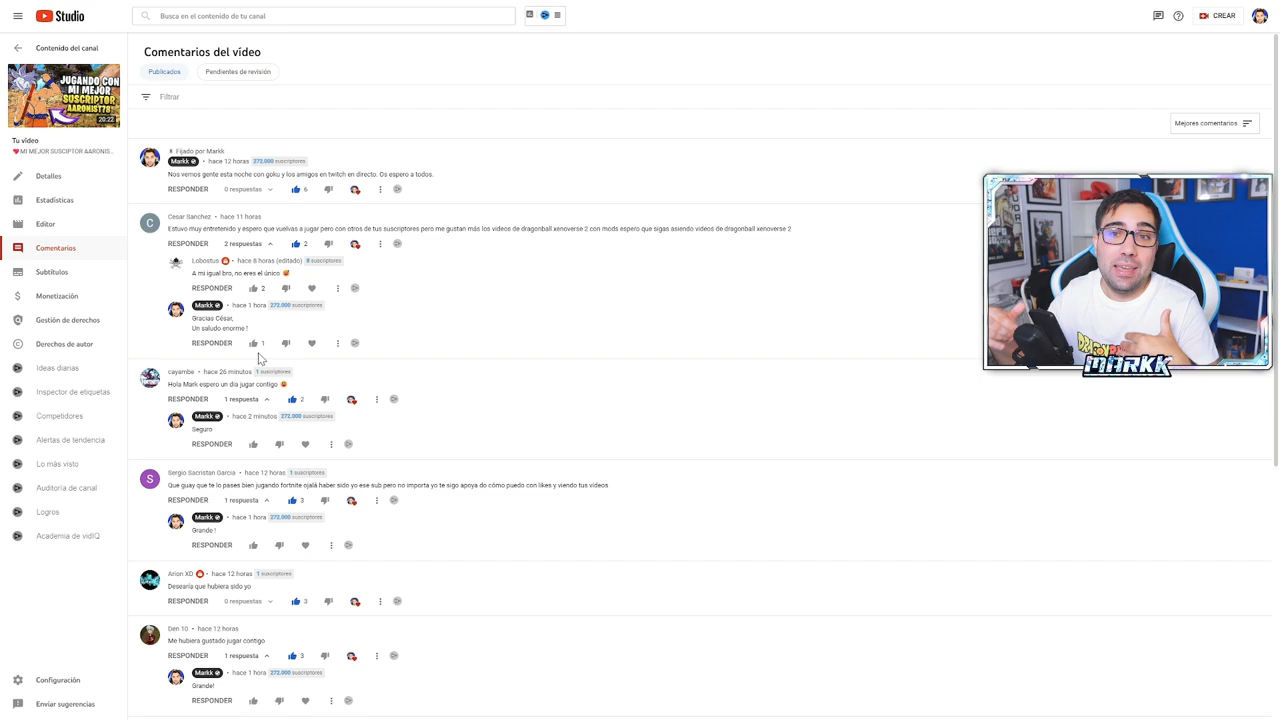 Studio
Busca en el contenido de tu canal
CREAR
Contenido del canal
JUGANDO CON
MI MEJOR
SUSCRIPTOR
AARONIST78
20:22
Tu vídeo
MI MEJOR SUSCIPTOR AARONIS...
Detalles
Estadísticas
Editor
Comentarios
Subtítulos
Monetización
Gestión de derechos
Derechos de autor
Ideas diarias
Inspector de etiquetas
Competidores
Alertas de tendencia
Lo más visto
Auditoría de canal
Logros
Academia de vidIQ
Configuración
Enviar sugerencias
Comentarios del vídeo
Publicados
Pendientes de revisión
Filtrar
Mejores comentarios
Fijado por Markk
Markk • hace 12 horas 272.000 suscriptores
Nos vemos gente esta noche con goku y los amigos en twitch en directo. Os espero a todos.
RESPONDER 0 respuestas 6
C
Cesar Sanchez • hace 11 horas
Estuvo muy entretenido y espero que vuelvas a jugar pero con otros de tus suscriptores pero me gustan más los videos de dragonball xenoverse 2 con mods espero que sigas asiendo videos de dragonball xenoverse 2
RESPONDER 2 respuestas 2
Lobostus • hace 8 horas (editado) 8 suscriptores
A mi igual bro, no eres el único 🥳
RESPONDER 2
Markk • hace 1 hora 272.000 suscriptores
Gracias César,
Un saludo enorme !
RESPONDER 1
cayambe • hace 26 minutos 1 suscriptores
Hola Mark espero un dia jugar contigo 😃
RESPONDER 1 respuesta 2
Markk • hace 2 minutos 272.000 suscriptores
Seguro
RESPONDER
S
Sergio Sacristan Garcia • hace 12 horas 1 suscriptores
Que guay que te lo pases bien jugando fortnite ojalá haber sido yo ese sub pero no importa yo te sigo apoya do cómo puedo con likes y viendo tus vídeos
RESPONDER 1 respuesta 3
Markk • hace 1 hora 272.000 suscriptores
Grande !
RESPONDER
Arion XD • hace 12 horas 1 suscriptores
Desearía que hubiera sido yo
RESPONDER 0 respuestas 3
Den 10 • hace 12 horas
Me hubiera gustado jugar contigo
RESPONDER 1 respuesta 3
Markk • hace 1 hora 272.000 suscriptores
Grande!
RESPONDER
MARKK